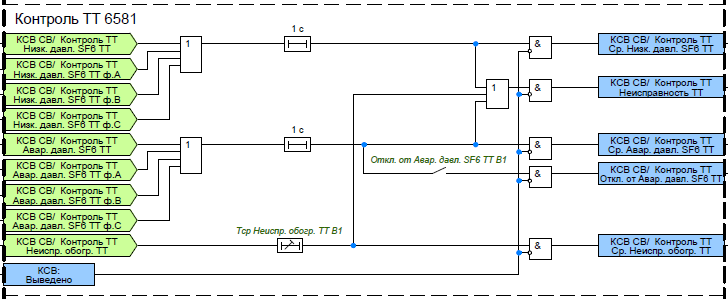 Контроль ТТ 6581
КСВ СВ/ Контроль ТТ
Низк. давл. SF6 ТТ
КСВ СВ/ Контроль ТТ
Низк. давл. SF6 ТТ ф.А
КСВ СВ/ Контроль ТТ
Низк. давл. SF6 ТТ ф.В
КСВ СВ/ Контроль ТТ
Низк. давл. SF6 ТТ ф.С
КСВ СВ/ Контроль ТТ
Авар. давл. SF6 ТТ
КСВ СВ/ Контроль ТТ
Авар. давл. SF6 ТТ ф.А
КСВ СВ/ Контроль ТТ
Авар. давл. SF6 ТТ ф.В
КСВ СВ/ Контроль ТТ
Авар. давл. SF6 ТТ ф.С
КСВ СВ/ Контроль ТТ
Неиспр. обогр. ТТ
КСВ:
Выведено
1
1
1 с
1 с
Тср Неиспр. обогр. ТТ В1
Откл. от Авар. давл. SF6 ТТ В1
1
&
&
&
&
&
КСВ СВ/ Контроль ТТ
Ср. Низк. давл. SF6 ТТ
КСВ СВ/ Контроль ТТ
Неисправность ТТ
КСВ СВ/ Контроль ТТ
Ср. Авар. давл. SF6 ТТ
КСВ СВ/ Контроль ТТ
Откл. от Авар. давл. SF6 ТТ
КСВ СВ/ Контроль ТТ
Ср. Неиспр. обогр. ТТ